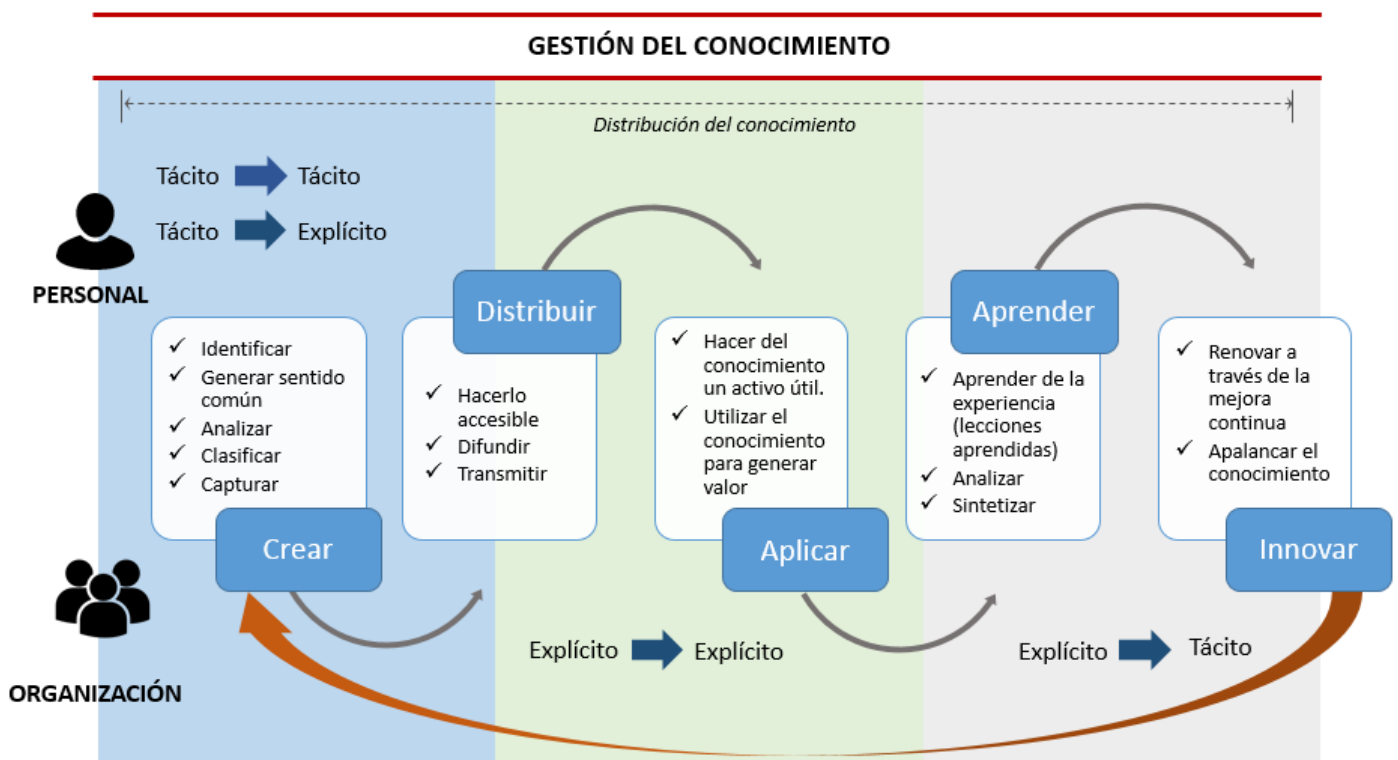 GESTIÓN DEL CONOCIMIENTO
Distribución del conocimiento
Tácito Tácito
Tácito Explícito
PERSONAL
Identificar
Generar sentido
común
Analizar
Clasificar
Capturar
Crear
Distribuir
Hacerlo
accesible
Difundir
Transmitir
Hacer del
conocimiento
un activo útil.
Utilizar el
conocimiento
para generar
valor
Aplicar
Aprender
Aprender de la
experiencia
(lecciones
aprendidas)
Analizar
Sintetizar
Renovar a
través de la
mejora
continua
Apalancar el
conocimiento
Innovar
Explícito Explícito
Explícito Tácito
ORGANIZACIÓN